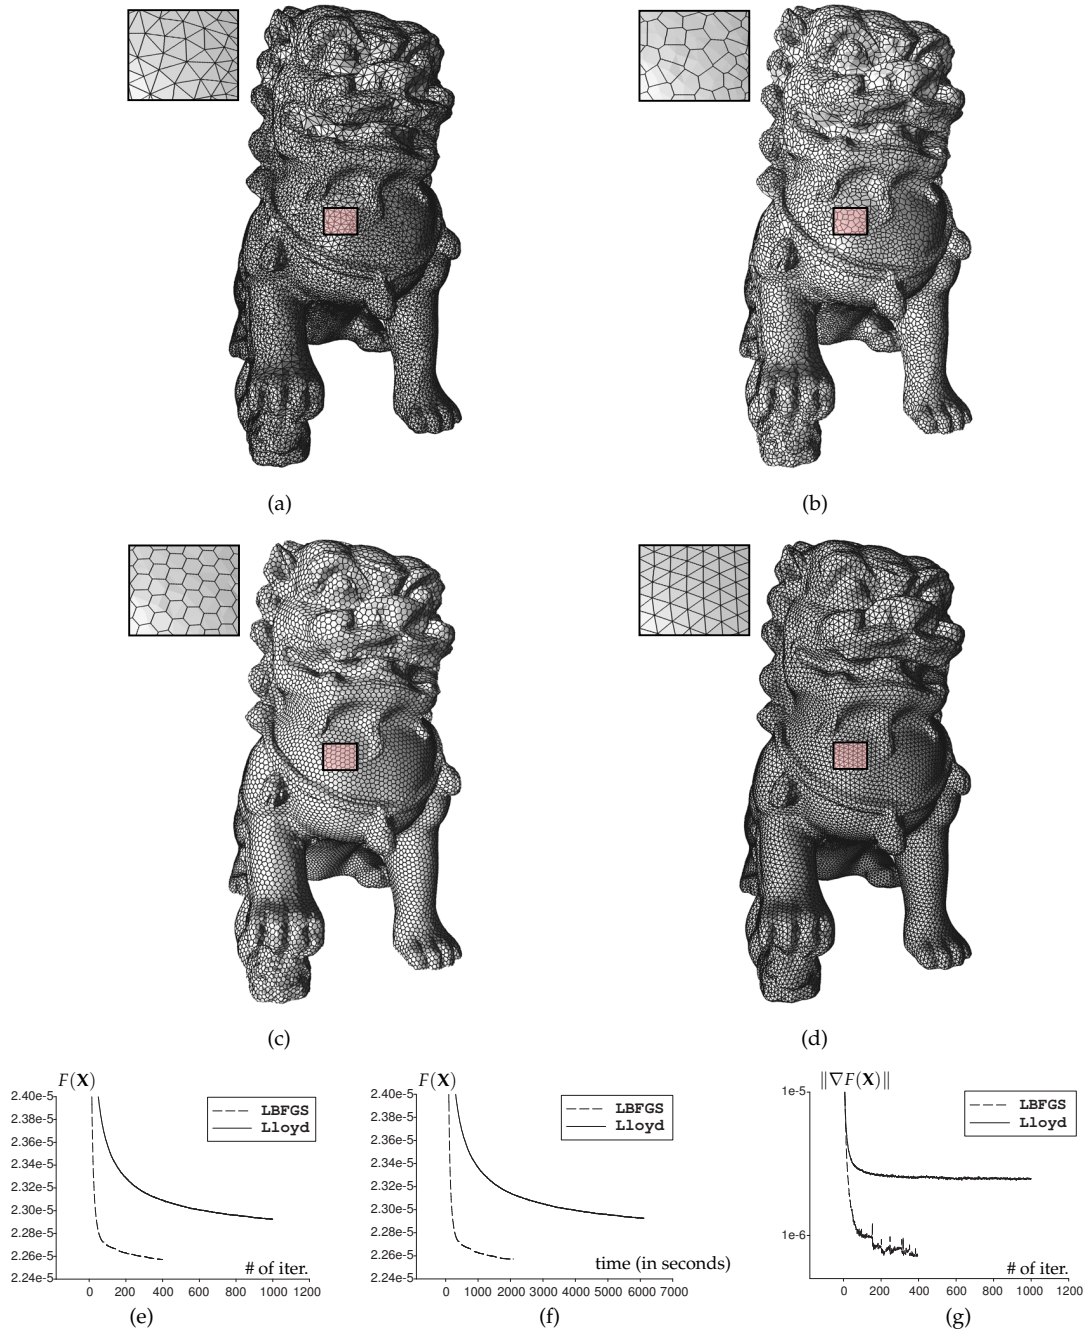 (a)
(b)
(c)
(d)
F(X)
2.40e-5
2.38e-5
2.36e-5
2.34e-5
2.32e-5
2.30e-5
2.28e-5
2.26e-5
2.24e-5
LBFGS
Lloyd
# of iter.
0 200 400 600 800 1000 1200
(e)
F(X)
2.40e-5
2.38e-5
2.36e-5
2.34e-5
2.32e-5
2.30e-5
2.28e-5
2.26e-5
2.24e-5
LBFGS
Lloyd
time (in seconds)
0 1000 2000 3000 4000 5000 6000 7000
(f)
‖∇F(X)‖
1e-5
1e-6
LBFGS
Lloyd
# of iter.
0 200 400 600 800 1000 1200
(g)